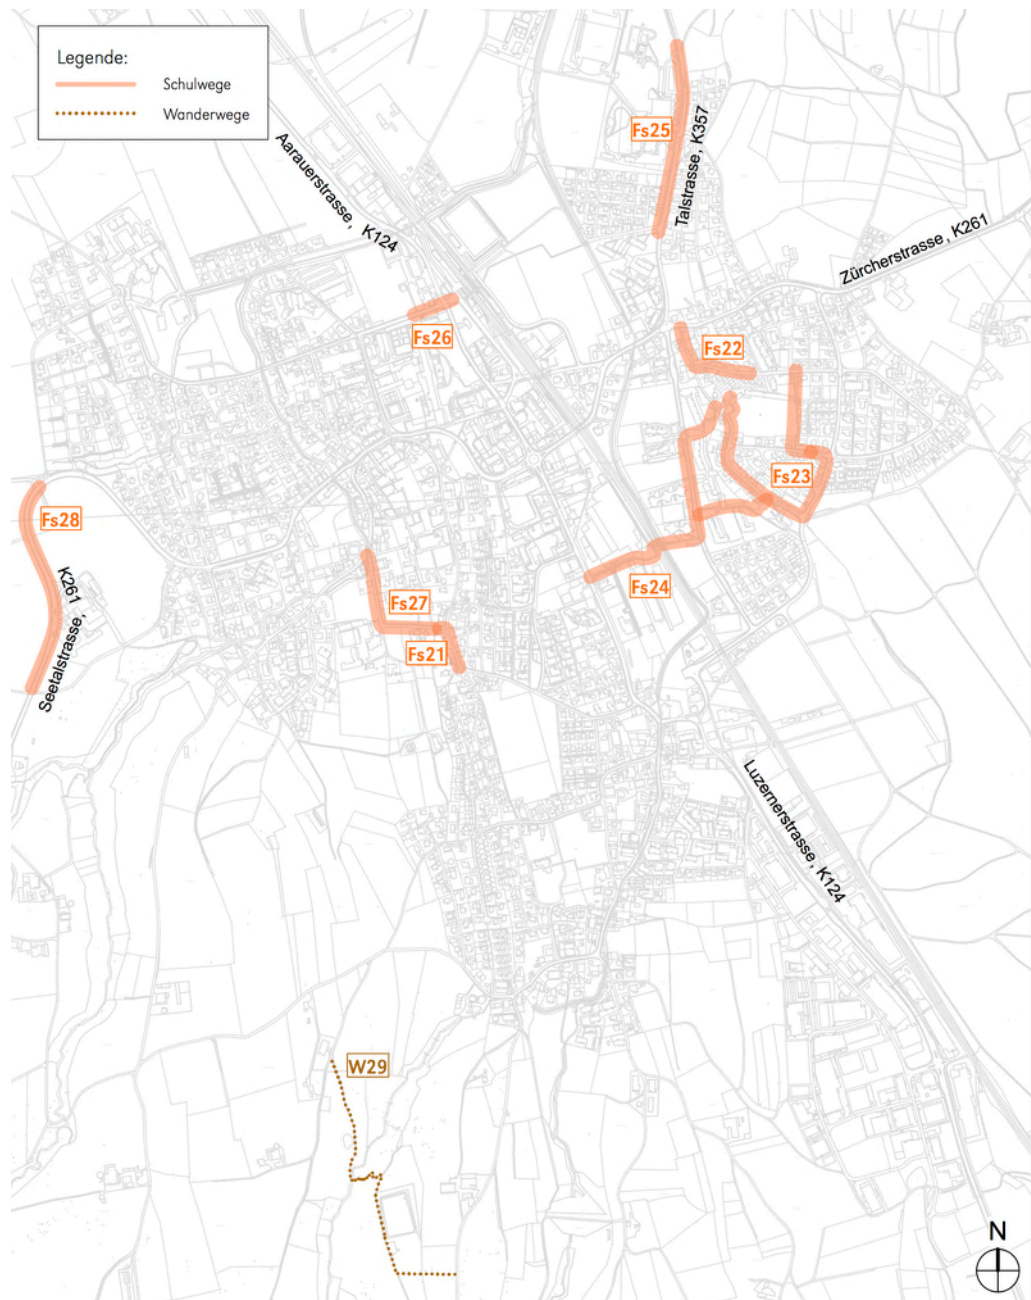 Legende:
Schulwege
Wanderwege
Aarauerstrasse, K124
Fs25
Talstrasse, K357
Zürcherstrasse, K261
Fs26
Fs22
Fs23
Fs28
Seetalstrasse, K261
Fs27
Fs24
Fs21
Luzernerstrasse, K124
W29
N